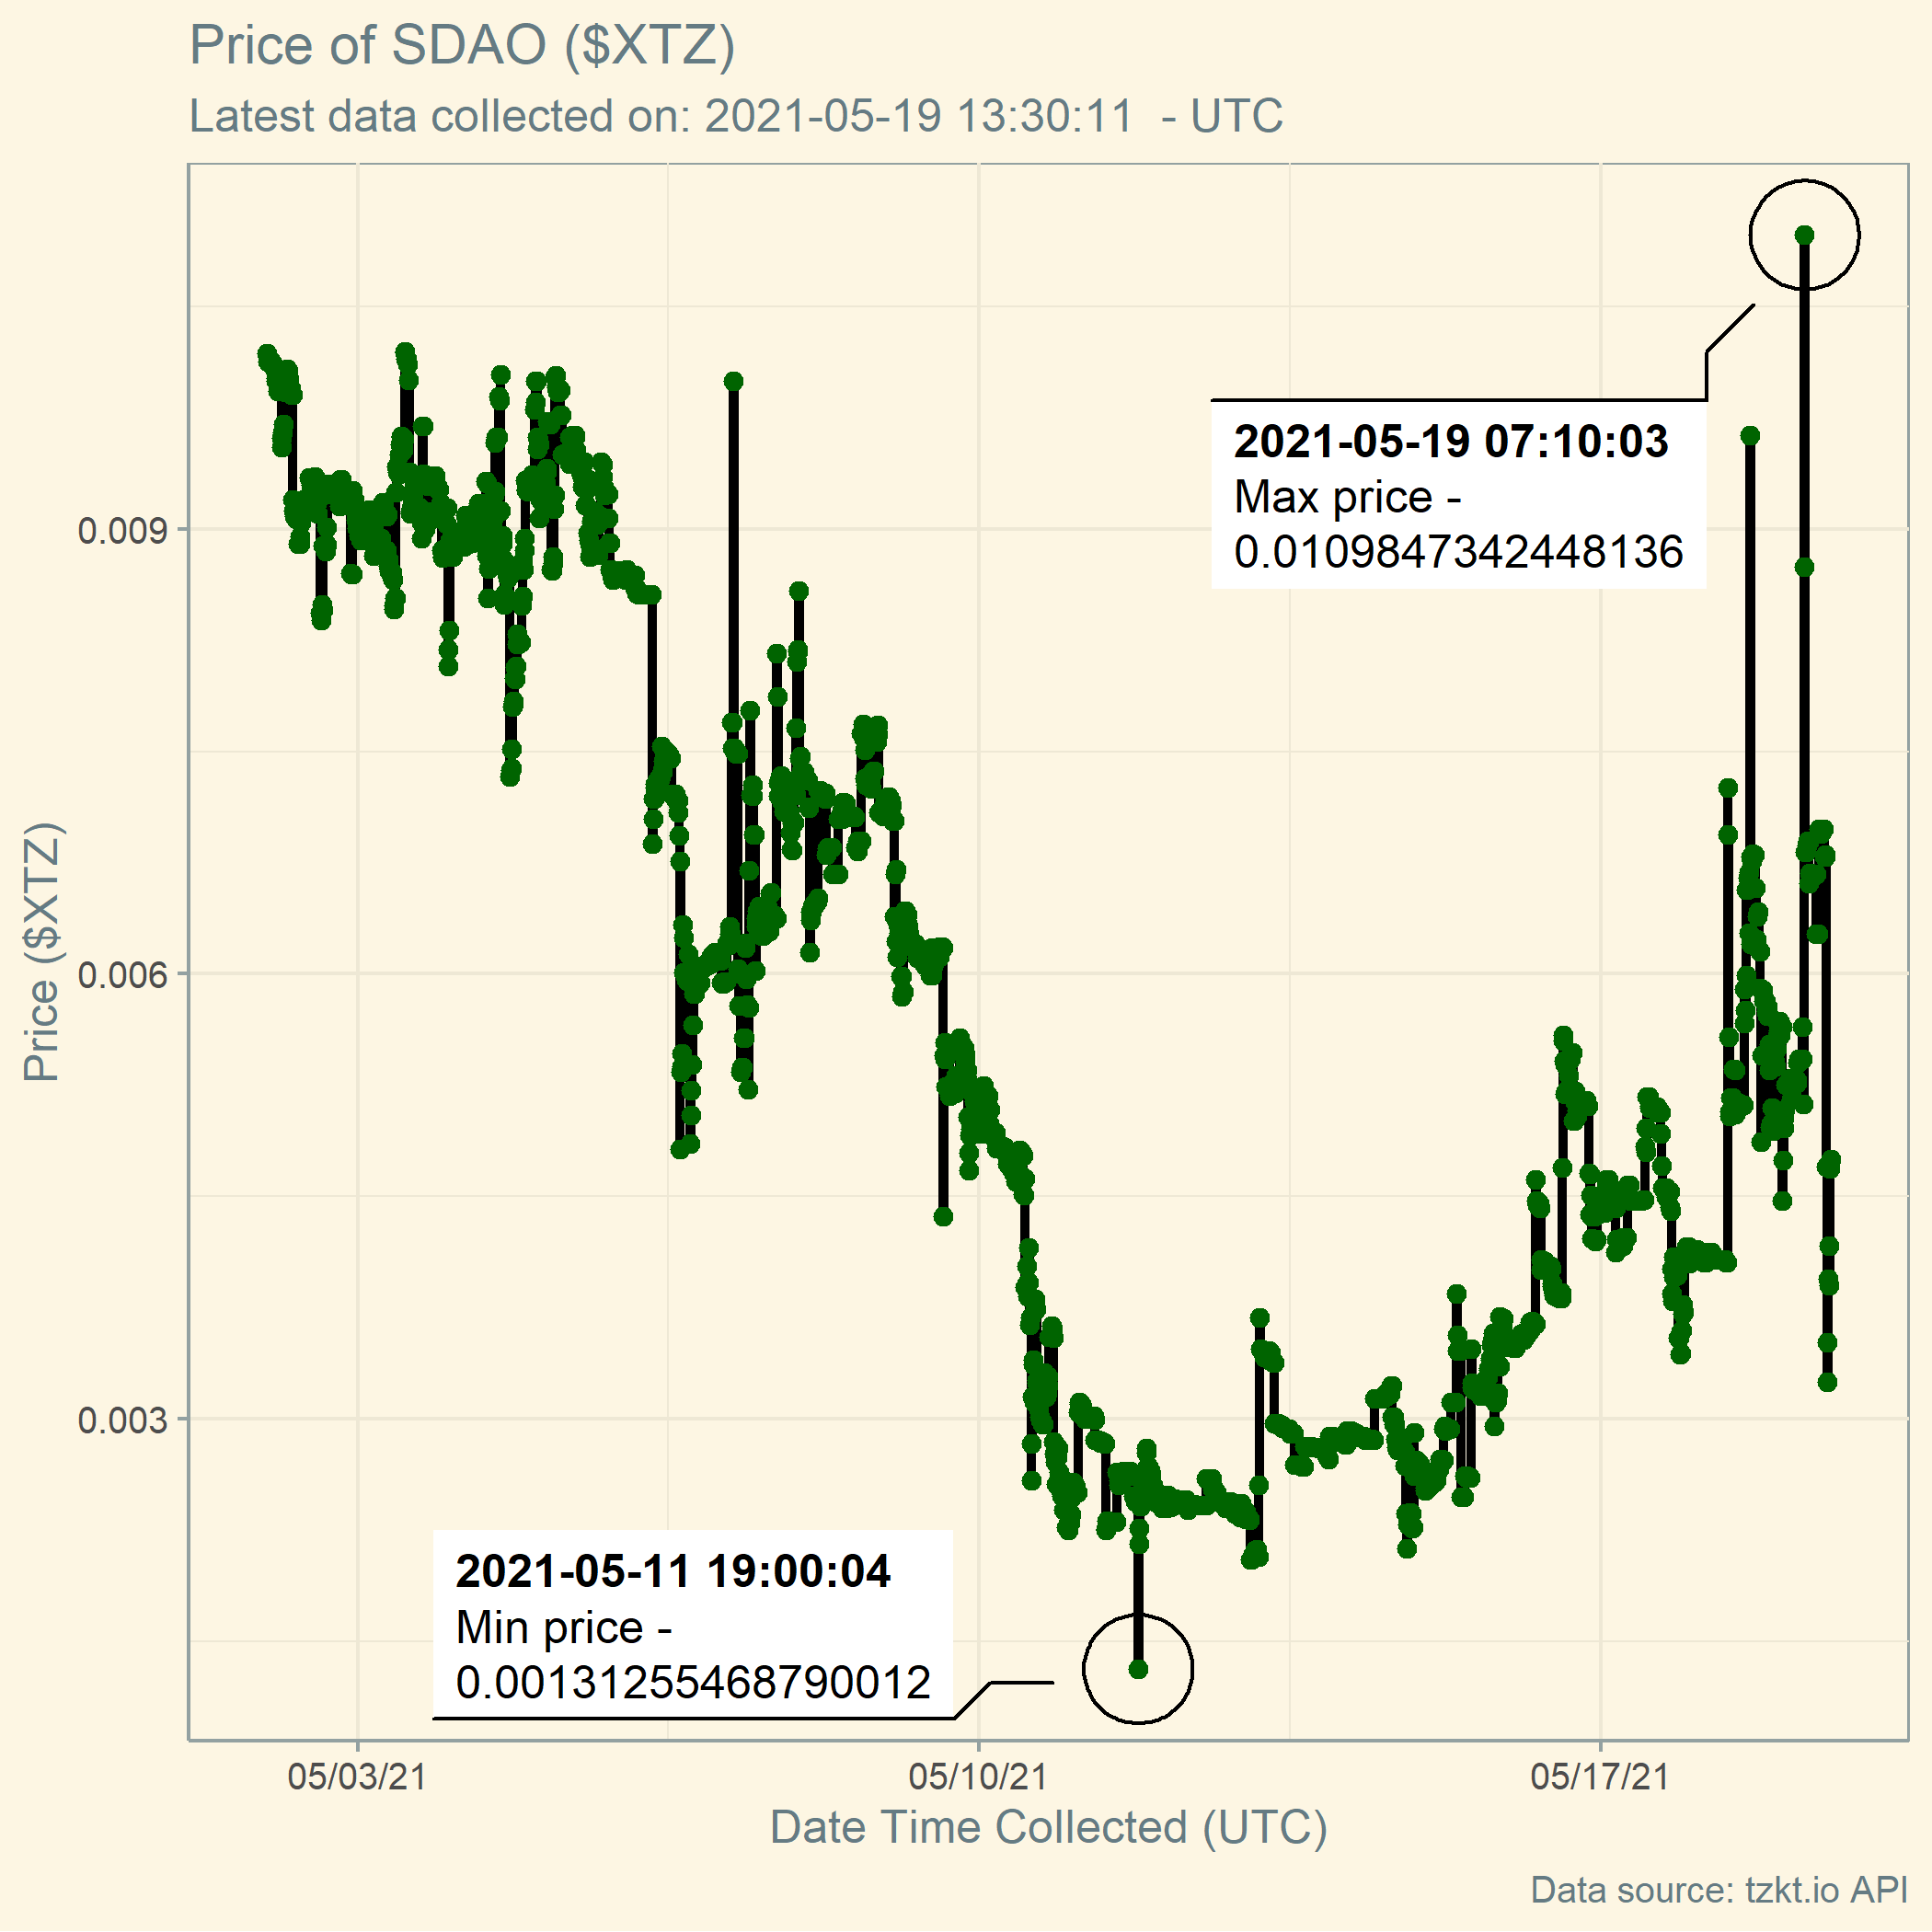 Price of SDAO ($XTZ)
Latest data collected on: 2021-05-19 13:30:11  - UTC
2021-05-19 07:10:03
Max price -
0.0109847342448136
0.009
0.006
0.003
Price ($XTZ)
2021-05-11 19:00:04
Min price -
0.00131255468790012
05/03/21
05/10/21
05/17/21
Date Time Collected (UTC)
Data source: tzkt.io API